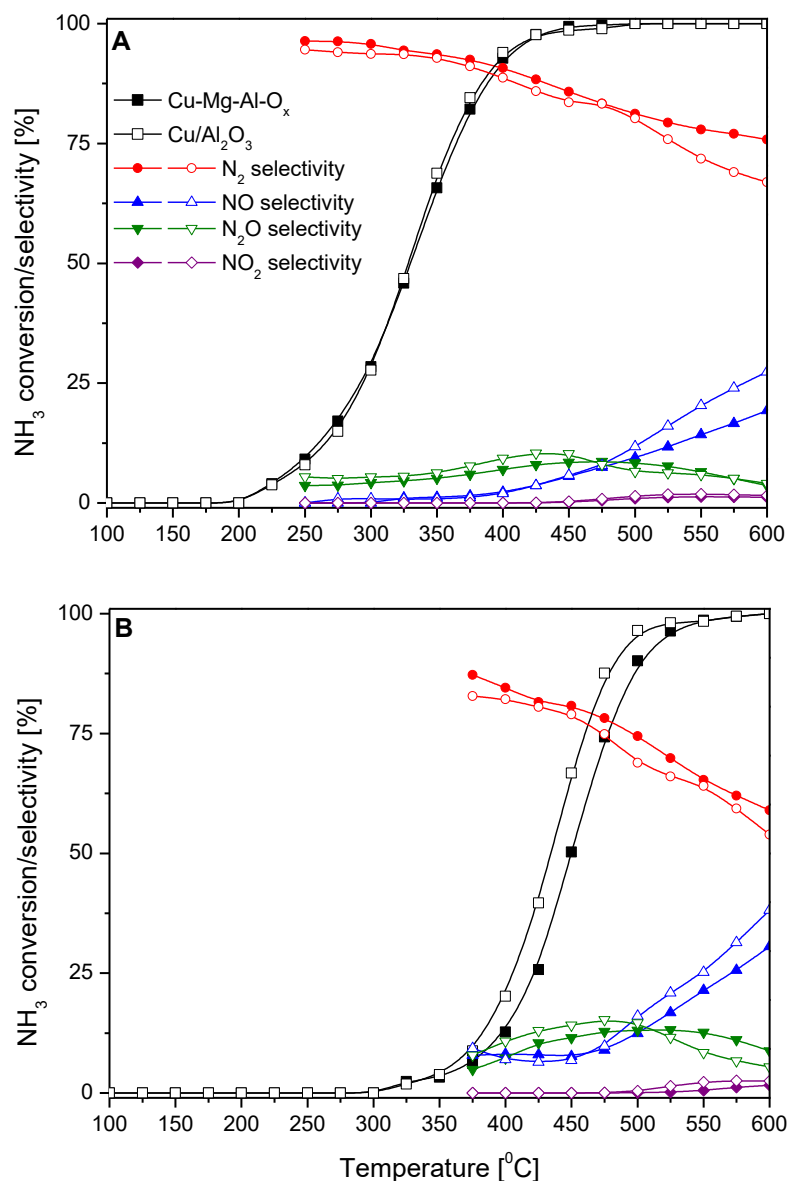 A
NH₃ conversion/selectivity [%]
100
75
50
25
0
Cu-Mg-Al-Oₓ
Cu/Al₂O₃
N₂ selectivity
NO selectivity
N₂O selectivity
NO₂ selectivity
100 150 200 250 300 350 400 450 500 550 600
B
NH₃ conversion/selectivity [%]
100
75
50
25
0
100 150 200 250 300 350 400 450 500 550 600
Temperature [⁰C]